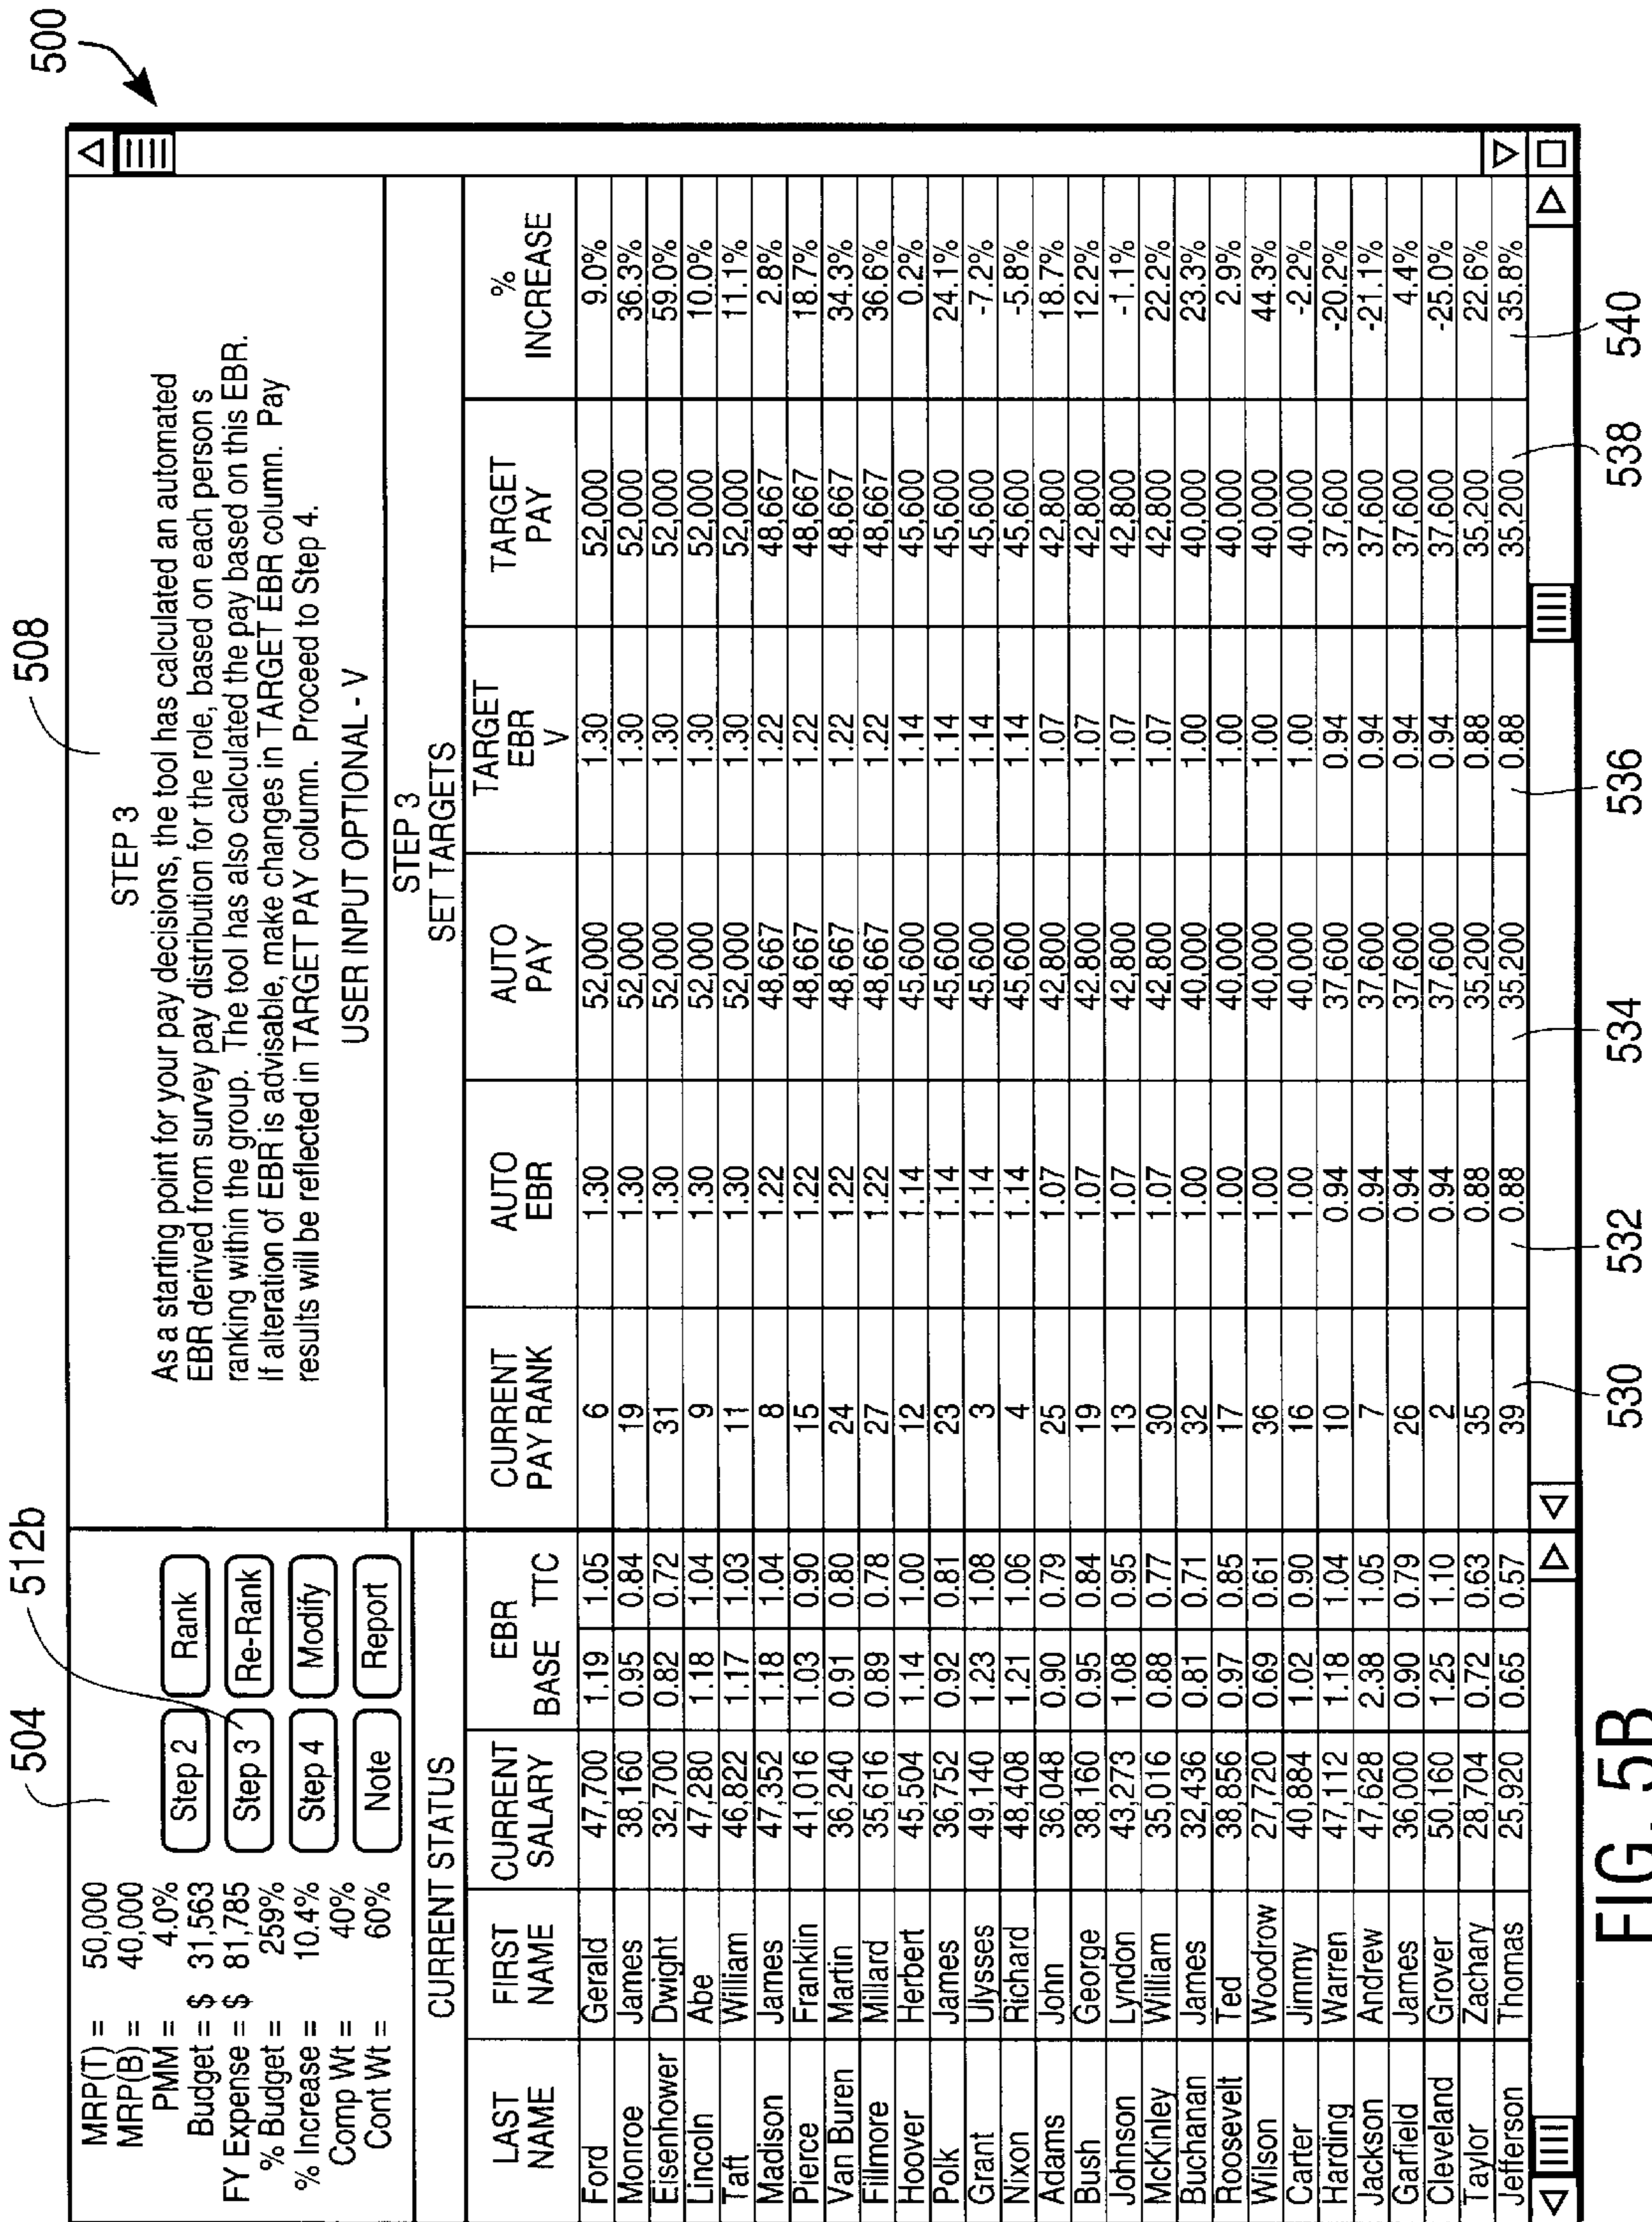 500
504
512b
508
MRP(T) = 50,000
MRP(B) = 40,000
PMM = 4.0%
Budget = $ 31,563
FY Expense = $ 81,785
% Budget = 259%
% Increase = 10.4%
Comp Wt = 40%
Cont Wt = 60%
Step 2 Rank
Step 3 Re-Rank
Step 4 Modify
Note Report
STEP 3
As a starting point for your pay decisions, the tool has calculated an automated
EBR derived from survey pay distribution for the role, based on each person s
ranking within the group. The tool has also calculated the pay based on this EBR.
If alteration of EBR is advisable, make changes in TARGET EBR column. Pay
results will be reflected in TARGET PAY column. Proceed to Step 4.
USER INPUT OPTIONAL - V
CURRENT STATUS
STEP 3
SET TARGETS
LAST NAME FIRST NAME CURRENT SALARY EBR BASE TTC CURRENT PAY RANK AUTO EBR AUTO PAY TARGET EBR V TARGET PAY % INCREASE
Ford Gerald 47,700 1.19 1.05 6 1.30 52,000 1.30 52,000 9.0%
Monroe James 38,160 0.95 0.84 19 1.30 52,000 1.30 52,000 36.3%
Eisenhower Dwight 32,700 0.82 0.72 31 1.30 52,000 1.30 52,000 59.0%
Lincoln Abe 47,280 1.18 1.04 9 1.30 52,000 1.30 52,000 10.0%
Taft William 46,822 1.17 1.03 11 1.30 52,000 1.30 52,000 11.1%
Madison James 47,352 1.18 1.04 8 1.22 48,667 1.22 48,667 2.8%
Pierce Franklin 41,016 1.03 0.90 15 1.22 48,667 1.22 48,667 18.7%
Van Buren Martin 36,240 0.91 0.80 24 1.22 48,667 1.22 48,667 34.3%
Fillmore Millard 35,616 0.89 0.78 27 1.22 48,667 1.22 48,667 36.6%
Hoover Herbert 45,504 1.14 1.00 12 1.14 45,600 1.14 45,600 0.2%
Polk James 36,752 0.92 0.81 23 1.14 45,600 1.14 45,600 24.1%
Grant Ulysses 49,140 1.23 1.08 3 1.14 45,600 1.14 45,600 -7.2%
Nixon Richard 48,408 1.21 1.06 4 1.14 45,600 1.14 45,600 -5.8%
Adams John 36,048 0.90 0.79 25 1.07 42,800 1.07 42,800 18.7%
Bush George 38,160 0.95 0.84 19 1.07 42,800 1.07 42,800 12.2%
Johnson Lyndon 43,273 1.08 0.95 13 1.07 42,800 1.07 42,800 -1.1%
McKinley William 35,016 0.88 0.77 30 1.07 42,800 1.07 42,800 22.2%
Buchanan James 32,436 0.81 0.71 32 1.00 40,000 1.00 40,000 23.3%
Roosevelt Ted 38,856 0.97 0.85 17 1.00 40,000 1.00 40,000 2.9%
Wilson Woodrow 27,720 0.69 0.61 36 1.00 40,000 1.00 40,000 44.3%
Carter Jimmy 40,884 1.02 0.90 16 1.00 40,000 1.00 40,000 -2.2%
Harding Warren 47,112 1.18 1.04 10 0.94 37,600 0.94 37,600 -20.2%
Jackson Andrew 47,628 2.38 1.05 7 0.94 37,600 0.94 37,600 -21.1%
Garfield James 36,000 0.90 0.79 26 0.94 37,600 0.94 37,600 4.4%
Cleveland Grover 50,160 1.25 1.10 2 0.94 37,600 0.94 37,600 -25.0%
Taylor Zachary 28,704 0.72 0.63 35 0.88 35,200 0.88 35,200 22.6%
Jefferson Thomas 25,920 0.65 0.57 39 0.88 35,200 0.88 35,200 35.8%
530 532 534 536 538 540
FIG. 5B